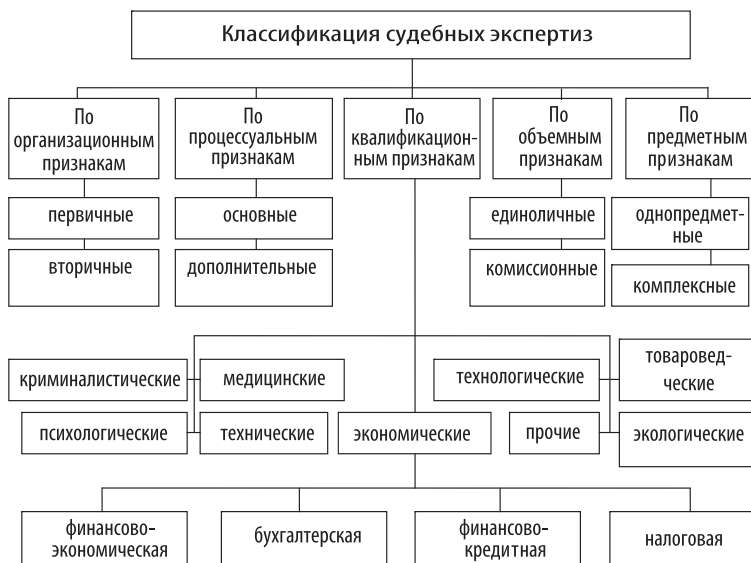 Классификация судебных экспертиз
По
организационным
признакам
По
процессуальным
признакам
По
квалификацион-
ным признакам
По
объемным
признакам
По
предметным
признакам
первичные
вторичные
основные
дополнительные
единоличные
комиссионные
однопредмет-
ные
комплексные
криминалистические
медицинские
технологические
товаровед-
ческие
психологические
технические
экономические
прочие
экологические
финансово-
экономическая
бухгалтерская
финансово-
кредитная
налоговая